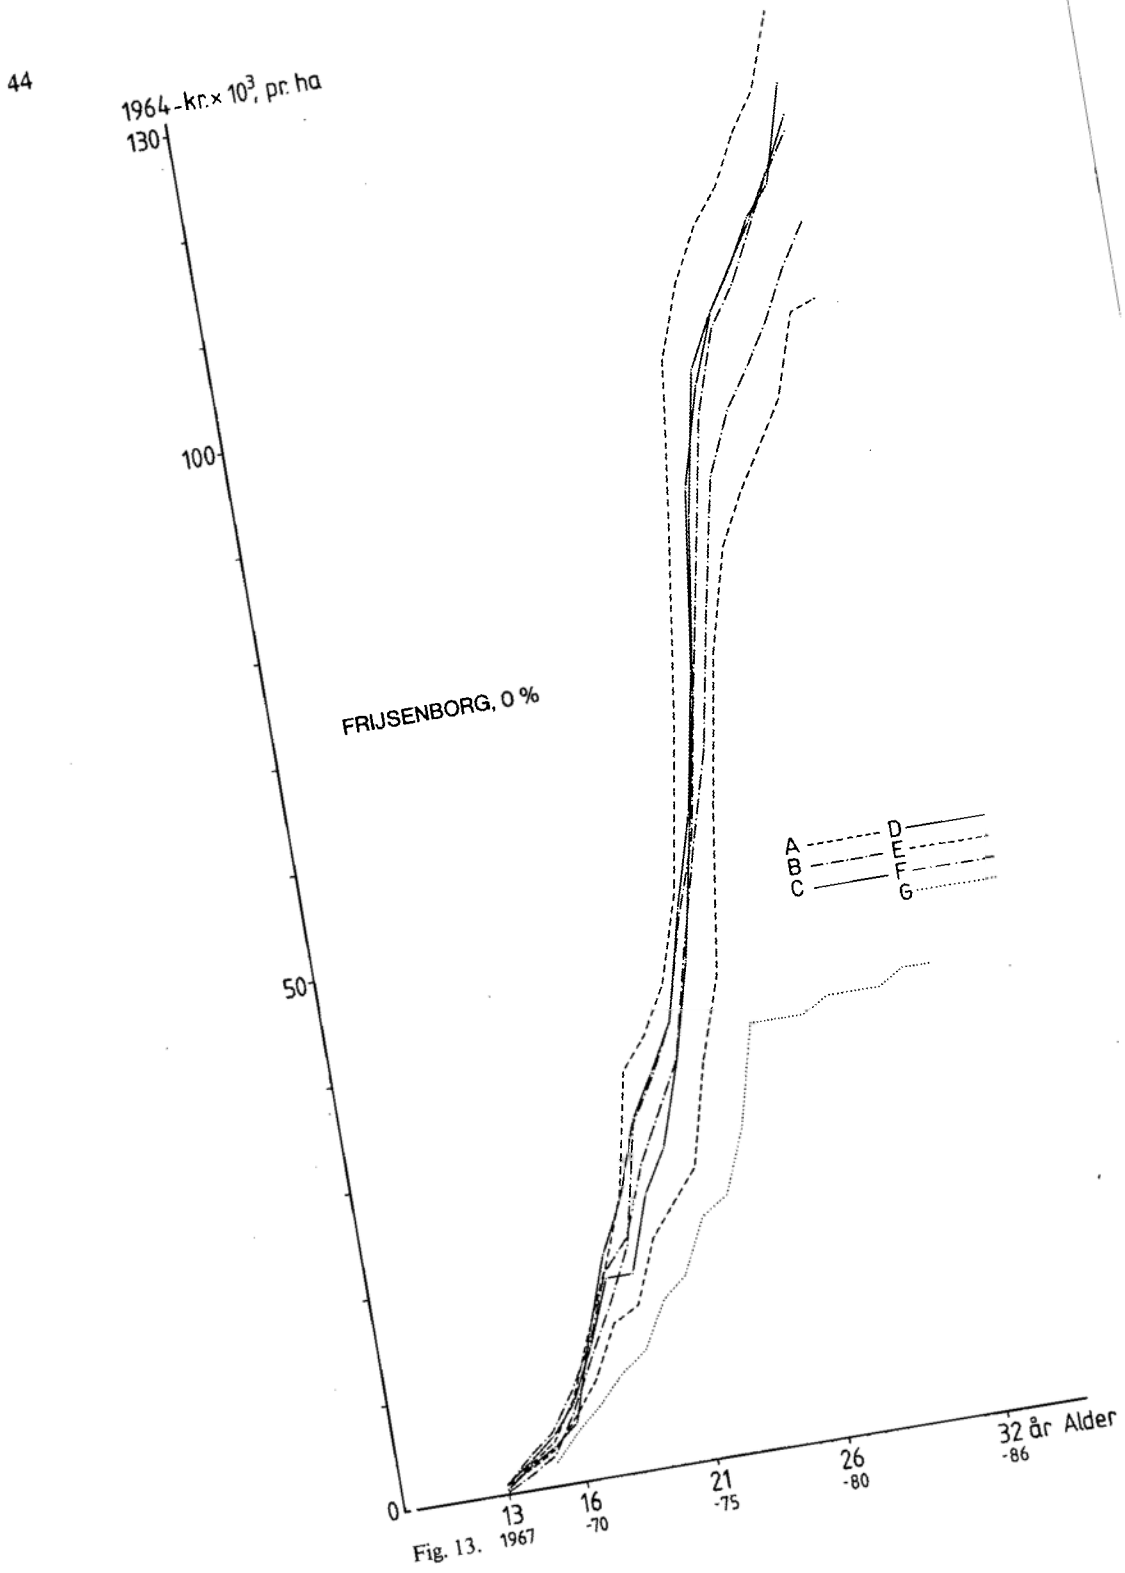 44
1964-kr. × 10³, pr. ha
130
100
FRIJSENBORG, 0 %
A D
B E
C F
G
50
0
13 16 21 26 32 år Alder
1967 -70 -75 -80 -86
Fig. 13.